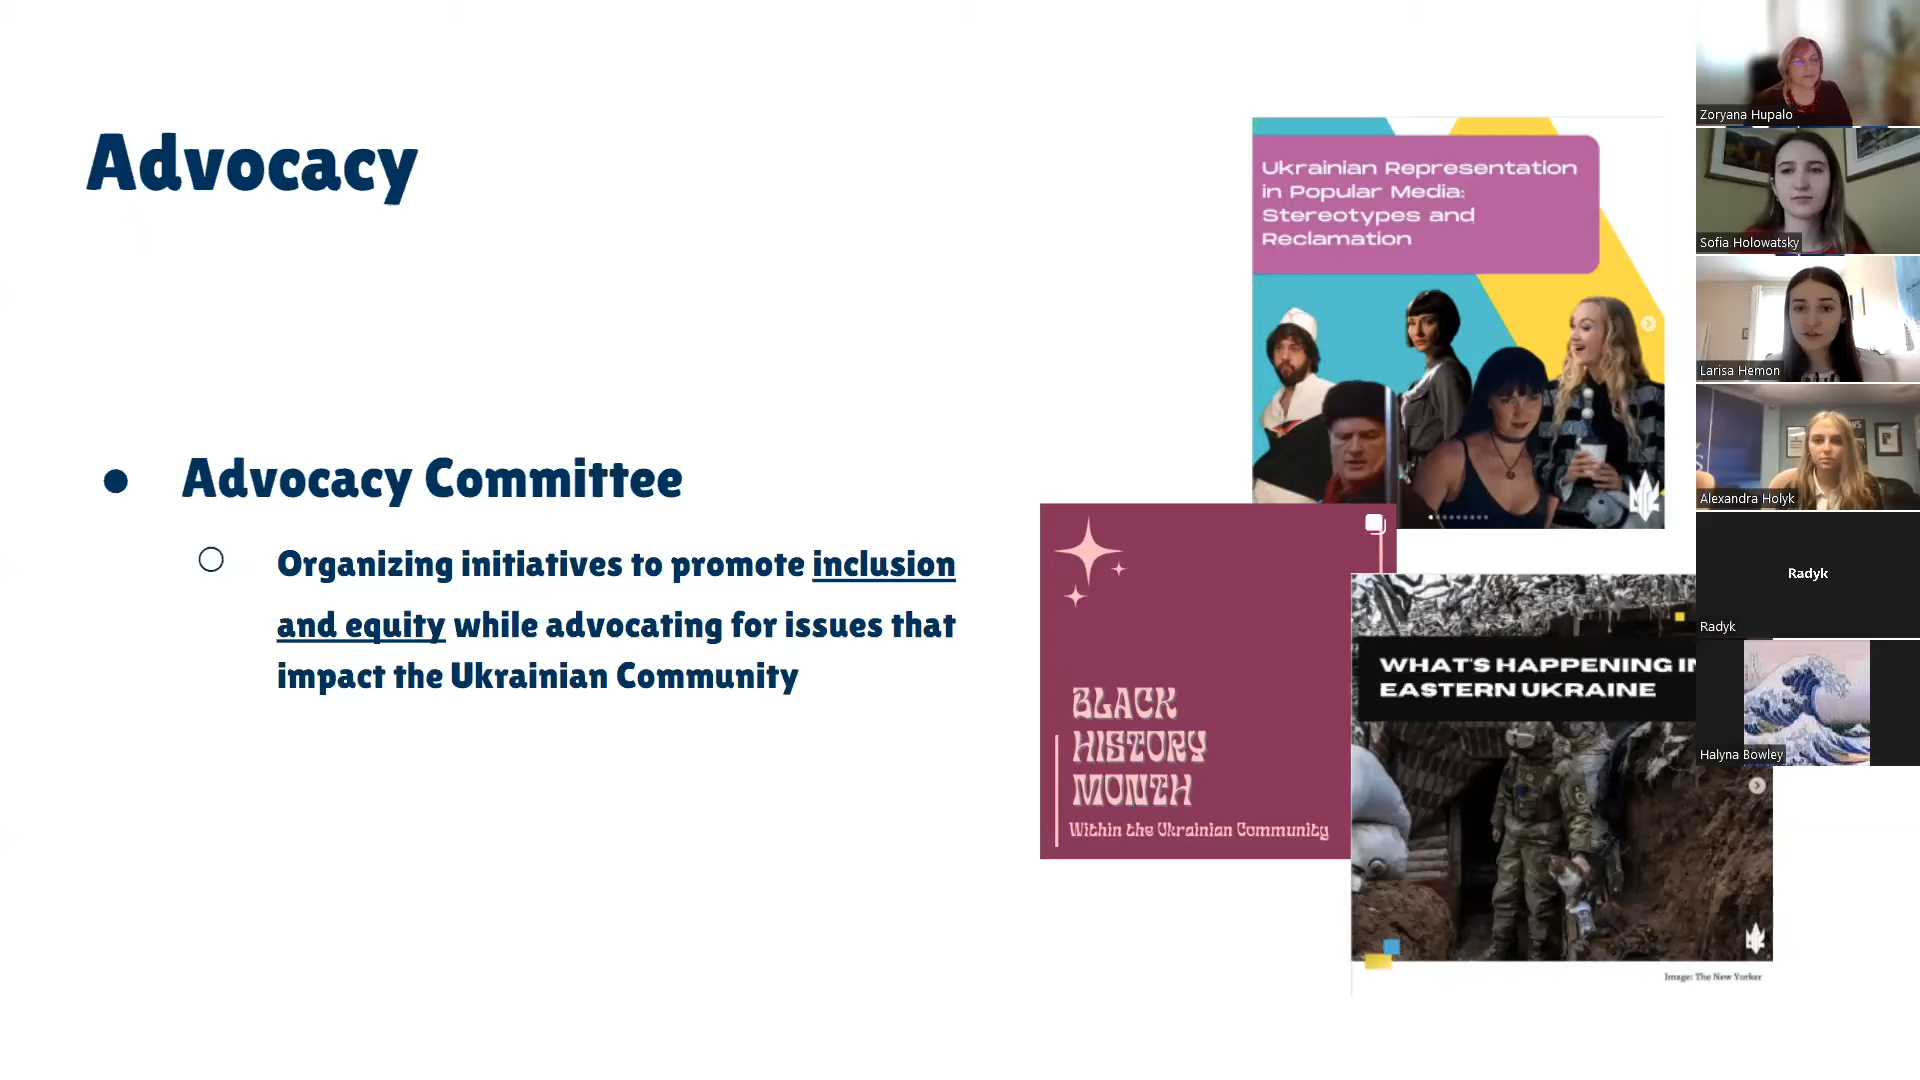 Advocacy
● Advocacy Committee
○ Organizing initiatives to promote inclusion
and equity while advocating for issues that
impact the Ukrainian Community
Ukrainian Representation
in Popular Media:
Stereotypes and
Reclamation
BLACK
HISTORY
MONTH
Within the Ukrainian Community
WHAT'S HAPPENING IN
EASTERN UKRAINE
Image: The New Yorker
Zoryana Hupalo
Sofia Holowatsky
Larisa Hemon
Alexandra Holyk
Radyk
Radyk
Halyna Bowley